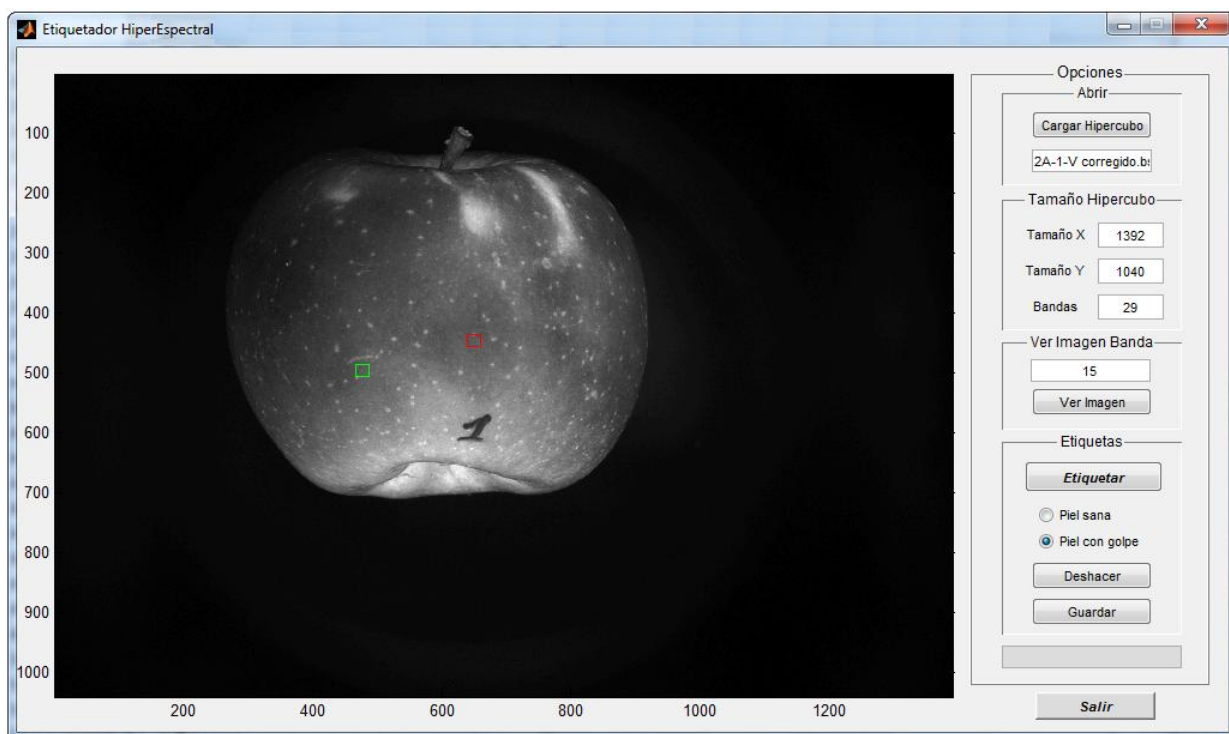 Etiquetador HiperEspectral
Opciones
Abrir
Cargar Hipercubo
2A-1-V corregido.b
Tamaño Hipercubo
Tamaño X 1392
Tamaño Y 1040
Bandas 29
Ver Imagen Banda
15
Ver Imagen
Etiquetas
Etiquetar
Piel sana
Piel con golpe
Deshacer
Guardar
Salir
100
200
300
400
500
600
700
800
900
1000
200 400 600 800 1000 1200
1